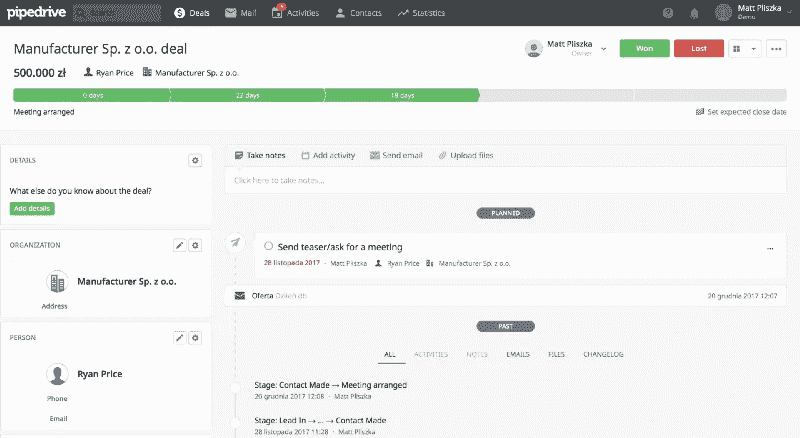 pipedrive Deals Mail Activities Contacts Statistics Matt Pliszka
Demo
Manufacturer Sp. z o.o. deal
Matt Pliszka
Owner
Won Lost
500.000 zł Ryan Price Manufacturer Sp. z o.o.
0 days 22 days 18 days
Meeting arranged Set expected close date
DETAILS
What else do you know about the deal?
Add details
ORGANIZATION
Manufacturer Sp. z o.o.
Address
PERSON
Ryan Price
Phone
Email
Take notes Add activity Send email Upload files
Click here to take notes...
PLANNED
Send teaser/ask for a meeting
28 listopada 2017 - Matt Pliszka Ryan Price Manufacturer Sp. z o.o.
Oferta Dzień db 20 grudnia 2017 12:07
PAST
ALL ACTIVITIES NOTES EMAILS FILES CHANGELOG
Stage: Contact Made → Meeting arranged
20 grudnia 2017 12:08 - Matt Pliszka
Stage: Lead In → ... → Contact Made
28 listopada 2017 11:28 - Matt Pliszka